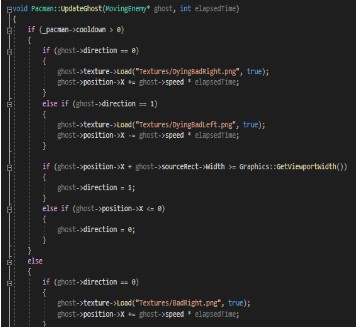 void Pacman::UpdateGhost(MovingEnemy* ghost, int elapsedTime)
{
if (_pacman->cooldown > 0)
{
if (ghost->direction == 0)
{
ghost->texture->Load("Textures/DyingBadRight.png", true);
ghost->position->X += ghost->speed * elapsedTime;
}
else if (ghost->direction == 1)
{
ghost->texture->Load("Textures/DyingBadLeft.png", true);
ghost->position->X -= ghost->speed * elapsedTime;
}
if (ghost->position->X + ghost->sourceRect->Width >= Graphics::GetViewportWidth())
{
ghost->direction = 1;
}
else if (ghost->position->X <= 0)
{
ghost->direction = 0;
}
}
else
{
if (ghost->direction == 0)
{
ghost->texture->Load("Textures/BadRight.png", true);
ghost->position->X += ghost->speed * elapsedTime;
}